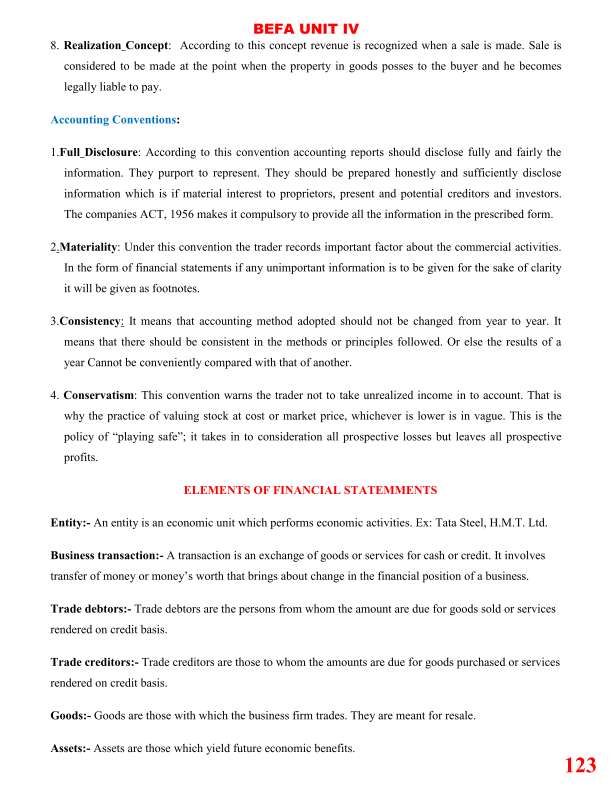 BEFA UNIT IV
8. Realization Concept: According to this concept revenue is recognized when a sale is made. Sale is
considered to be made at the point when the property in goods posses to the buyer and he becomes
legally liable to pay.
Accounting Conventions:
1.Full Disclosure: According to this convention accounting reports should disclose fully and fairly the
information. They purport to represent. They should be prepared honestly and sufficiently disclose
information which is if material interest to proprietors, present and potential creditors and investors.
The companies ACT, 1956 makes it compulsory to provide all the information in the prescribed form.
2.Materiality: Under this convention the trader records important factor about the commercial activities.
In the form of financial statements if any unimportant information is to be given for the sake of clarity
it will be given as footnotes.
3.Consistency: It means that accounting method adopted should not be changed from year to year. It
means that there should be consistent in the methods or principles followed. Or else the results of a
year Cannot be conveniently compared with that of another.
4. Conservatism: This convention warns the trader not to take unrealized income in to account. That is
why the practice of valuing stock at cost or market price, whichever is lower is in vague. This is the
policy of “playing safe”; it takes in to consideration all prospective losses but leaves all prospective
profits.
ELEMENTS OF FINANCIAL STATEMMENTS
Entity:- An entity is an economic unit which performs economic activities. Ex: Tata Steel, H.M.T. Ltd.
Business transaction:- A transaction is an exchange of goods or services for cash or credit. It involves
transfer of money or money’s worth that brings about change in the financial position of a business.
Trade debtors:- Trade debtors are the persons from whom the amount are due for goods sold or services
rendered on credit basis.
Trade creditors:- Trade creditors are those to whom the amounts are due for goods purchased or services
rendered on credit basis.
Goods:- Goods are those with which the business firm trades. They are meant for resale.
Assets:- Assets are those which yield future economic benefits.
123